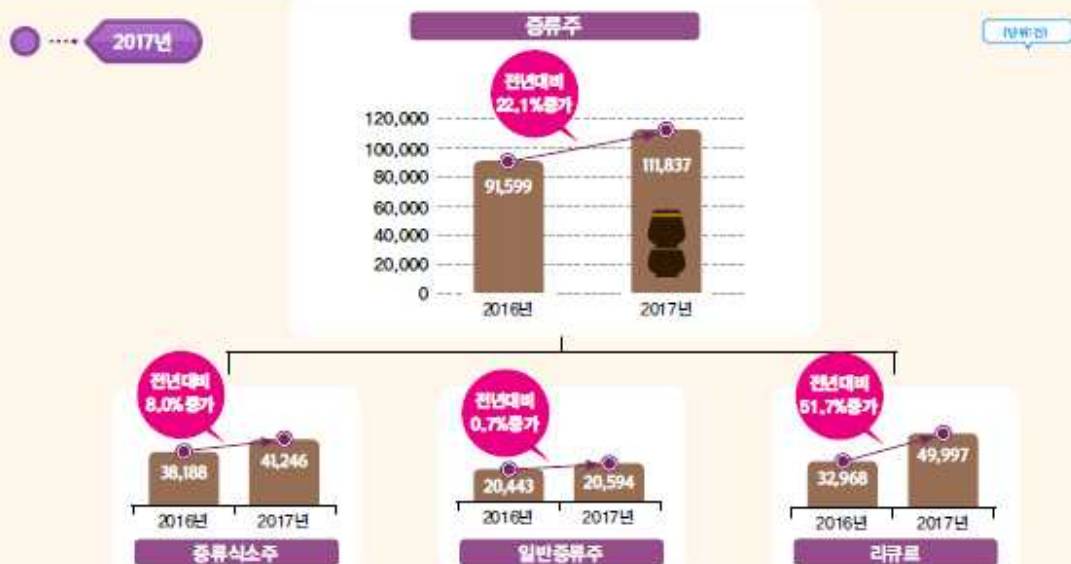 2017년
증류주
(단위:건)
전년대비
22.1%증가
120,000
100,000
80,000
60,000
40,000
20,000
0
91,599
111,837
2016년
2017년
전년대비
8.0%증가
38,188
41,246
2016년
2017년
증류식소주
전년대비
0.7%증가
20,443
20,594
2016년
2017년
일반증류주
전년대비
51.7%증가
32,968
49,997
2016년
2017년
리큐르